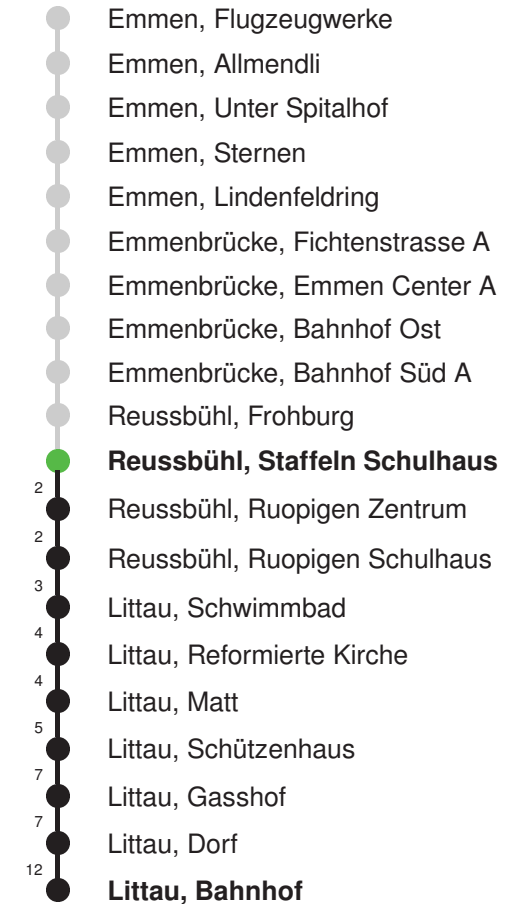 Emmen, Flugzeugwerke
Emmen, Allmendli
Emmen, Unter Spitalhof
Emmen, Sternen
Emmen, Lindenfeldring
Emmenbrücke, Fichtenstrasse A
Emmenbrücke, Emmen Center A
Emmenbrücke, Bahnhof Ost
Emmenbrücke, Bahnhof Süd A
Reussbühl, Frohburg
Reussbühl, Staffeln Schulhaus
2 Reussbühl, Ruopigen Zentrum
2 Reussbühl, Ruopigen Schulhaus
3 Littau, Schwimmbad
4 Littau, Reformierte Kirche
4 Littau, Matt
5 Littau, Schützenhaus
7 Littau, Gasshof
7 Littau, Dorf
12 Littau, Bahnhof